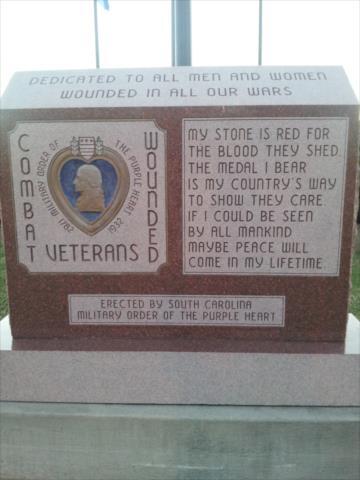 DEDICATED TO ALL MEN AND WOMEN
WOUNDED IN ALL OUR WARS
COMBAT
WOUNDED
VETERANS
MILITARY ORDER OF THE PURPLE HEART
1782 1932
MY STONE IS RED FOR
THE BLOOD THEY SHED.
THE MEDAL I BEAR
IS MY COUNTRY'S WAY
TO SHOW THEY CARE.
IF I COULD BE SEEN
BY ALL MANKIND
MAYBE PEACE WILL
COME IN MY LIFETIME.
ERECTED BY SOUTH CAROLINA
MILITARY ORDER OF THE PURPLE HEART